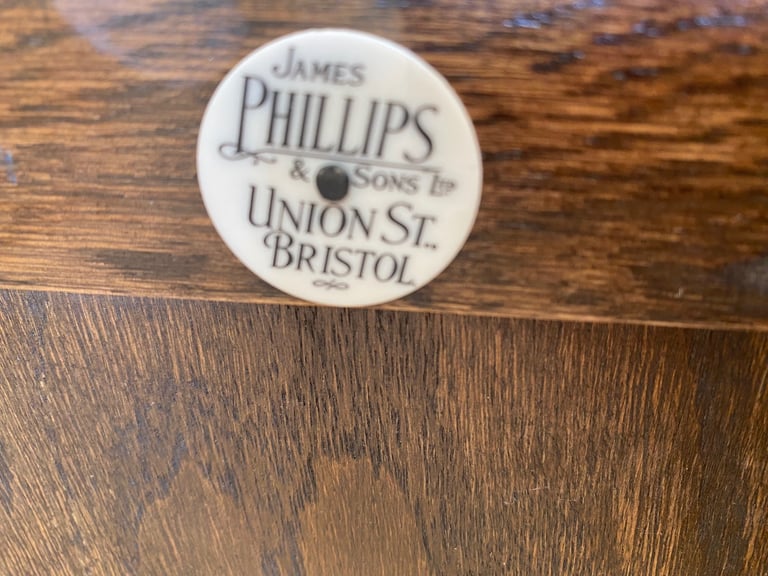 JAMES
PHILLIPS
& SONS LTD
UNION ST.,
BRISTOL